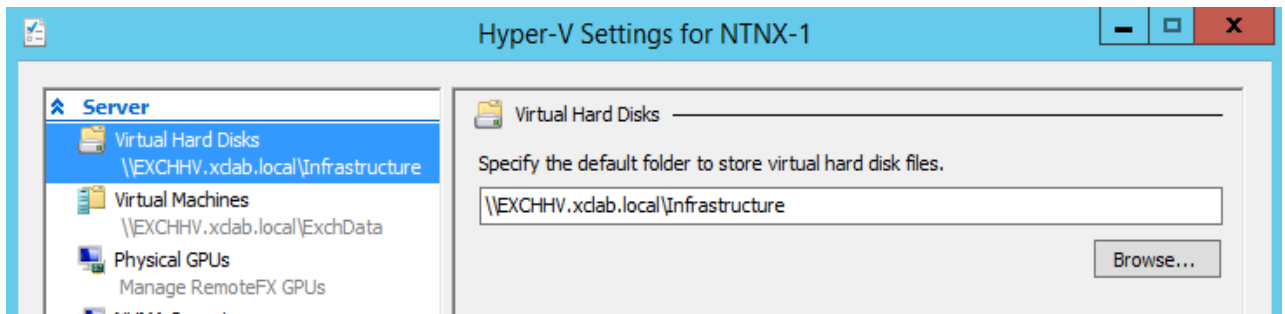 Hyper-V Settings for NTNX-1
Server
Virtual Hard Disks
\\EXCHHV.xclab.local\Infrastructure
Virtual Machines
\\EXCHHV.xclab.local\ExchData
Physical GPUs
Manage RemoteFX GPUs
Virtual Hard Disks
Specify the default folder to store virtual hard disk files.
\\EXCHHV.xclab.local\Infrastructure
Browse...